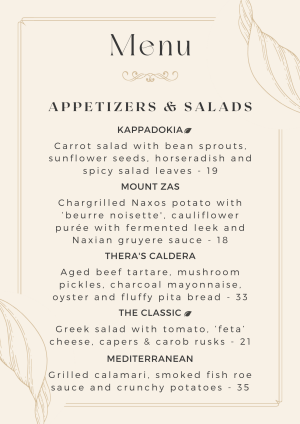 Menu
APPETIZERS & SALADS
KAPPADOKIA
Carrot salad with bean sprouts,
sunflower seeds, horseradish and
spicy salad leaves - 19
MOUNT ZAS
Chargrilled Naxos potato with
'beurre noisette', cauliflower
purée with fermented leek and
Naxian gruyere sauce - 18
THERA'S CALDERA
Aged beef tartare, mushroom
pickles, charcoal mayonnaise,
oyster and fluffy pita bread - 33
THE CLASSIC
Greek salad with tomato, 'feta'
cheese, capers & carob rusks - 21
MEDITERRANEAN
Grilled calamari, smoked fish roe
sauce and crunchy potatoes - 35